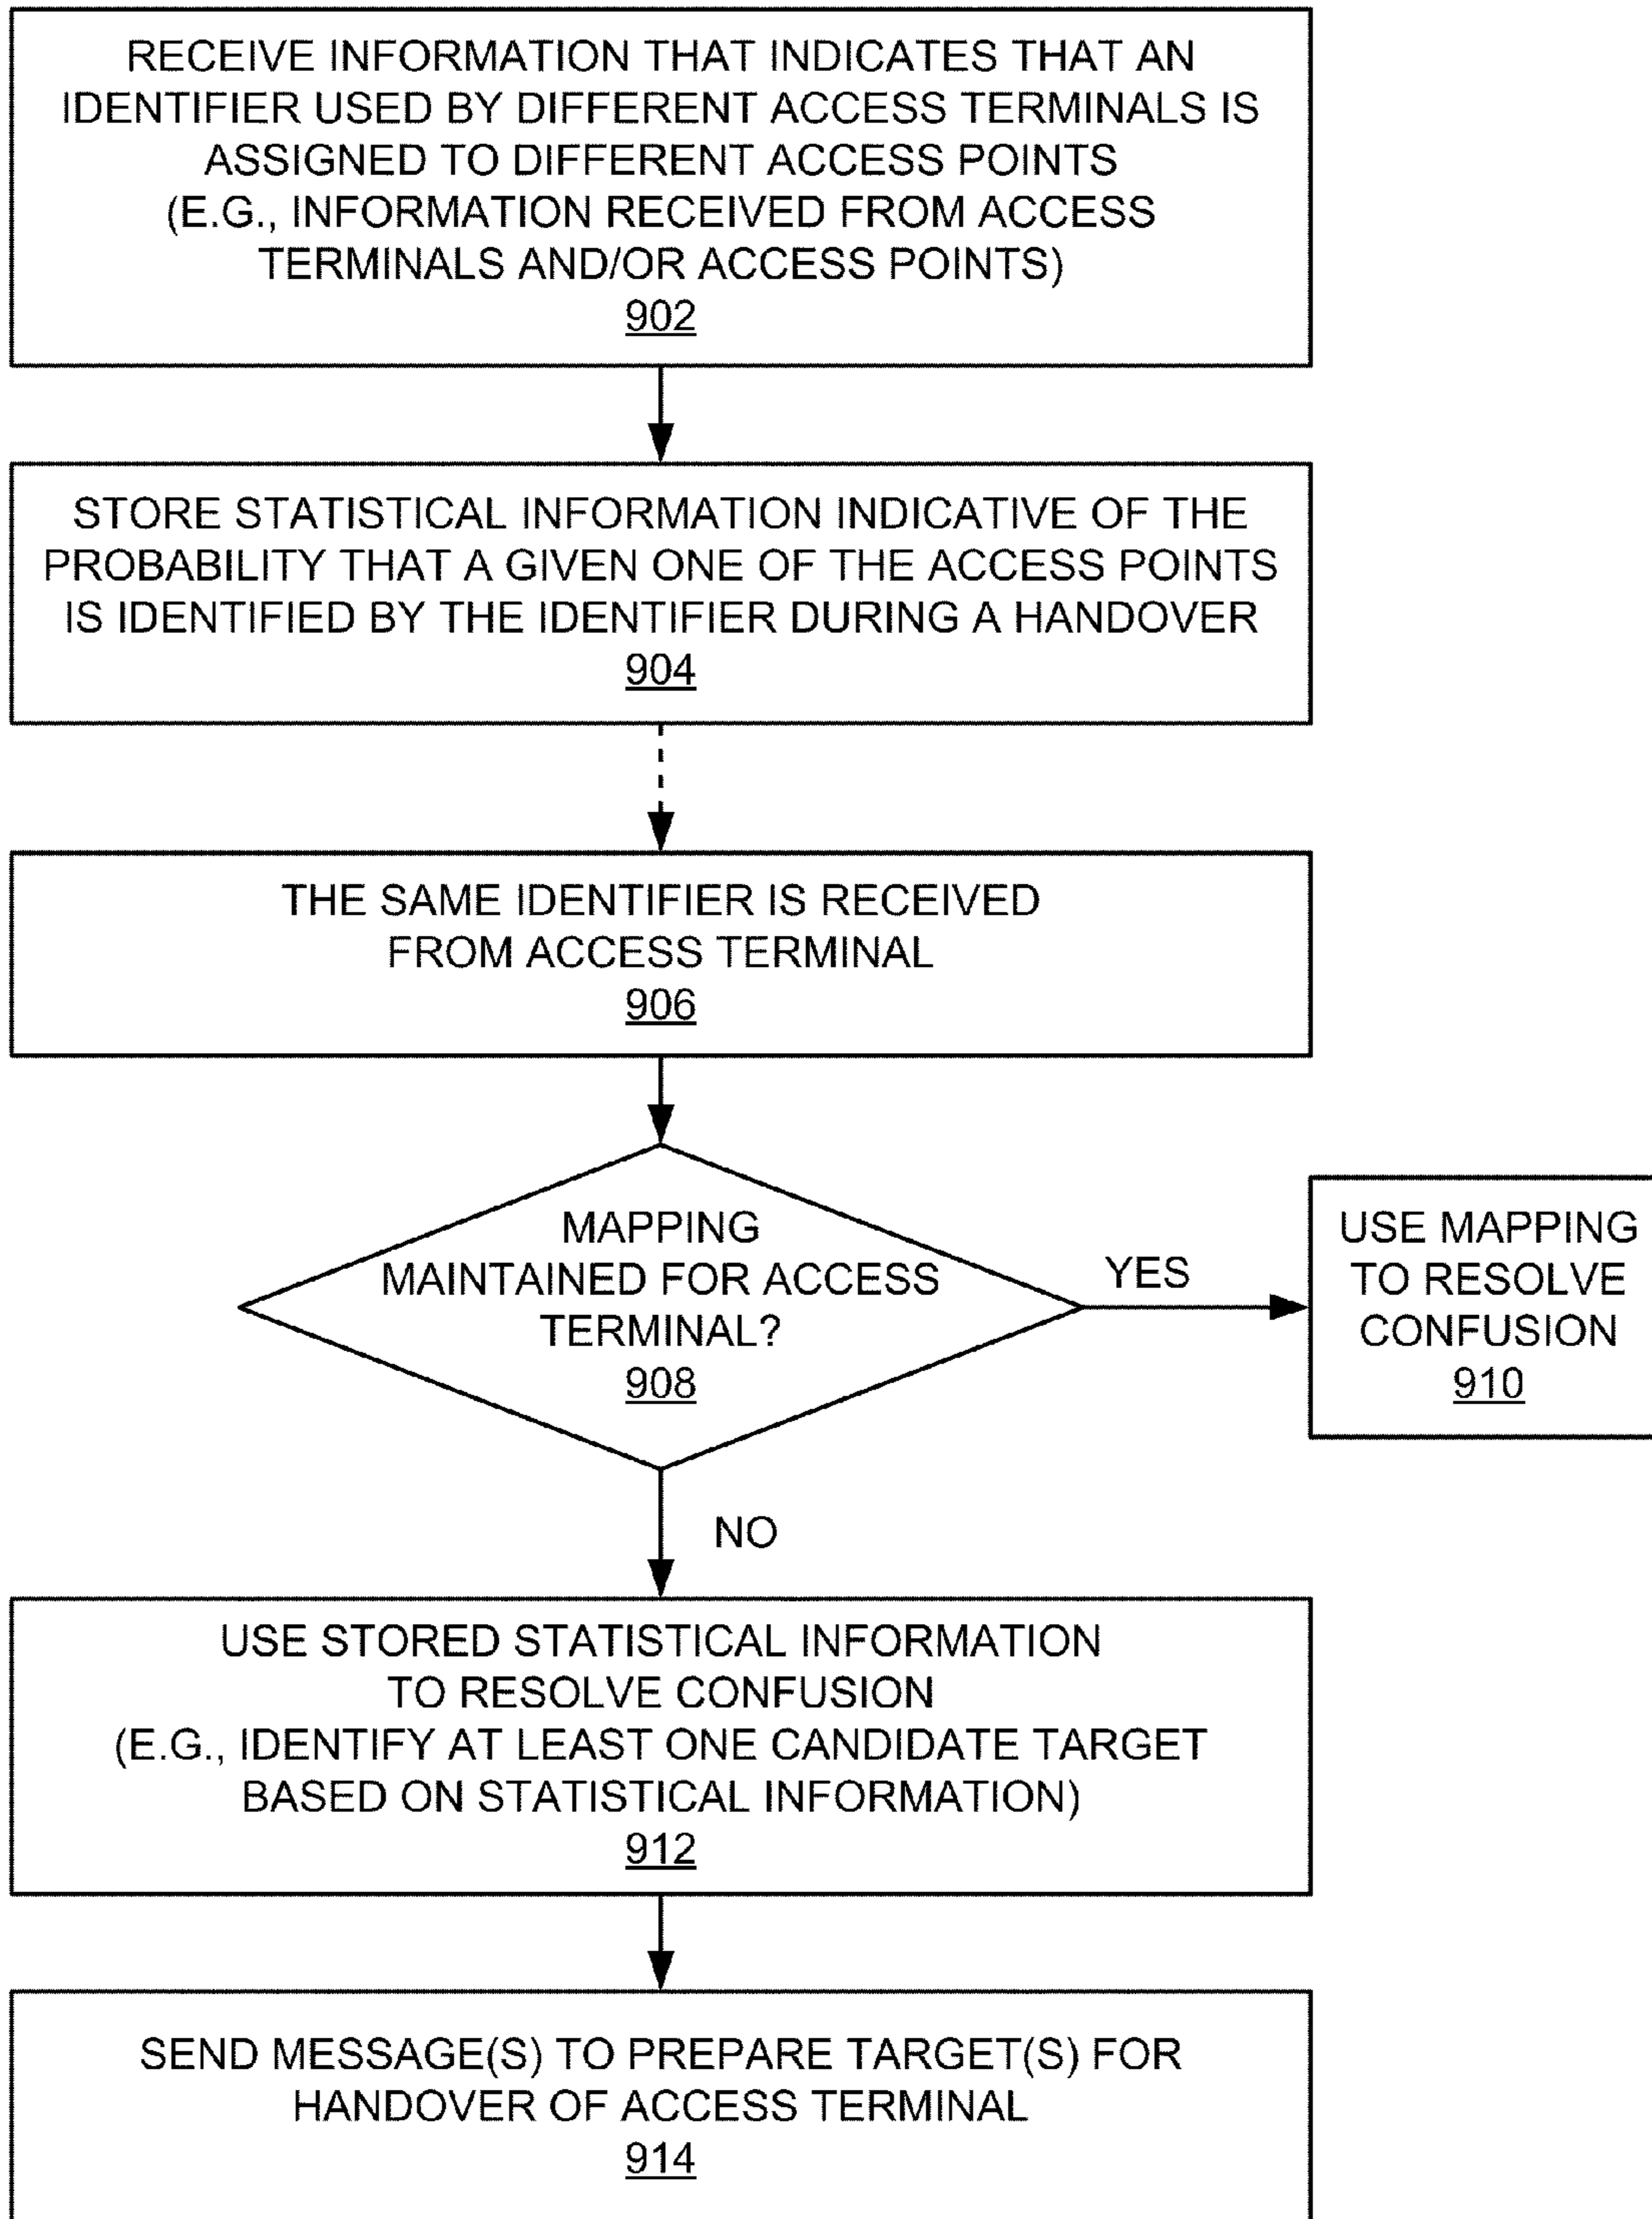 RECEIVE INFORMATION THAT INDICATES THAT AN
IDENTIFIER USED BY DIFFERENT ACCESS TERMINALS IS
ASSIGNED TO DIFFERENT ACCESS POINTS
(E.G., INFORMATION RECEIVED FROM ACCESS
TERMINALS AND/OR ACCESS POINTS)
902
STORE STATISTICAL INFORMATION INDICATIVE OF THE
PROBABILITY THAT A GIVEN ONE OF THE ACCESS POINTS
IS IDENTIFIED BY THE IDENTIFIER DURING A HANDOVER
904
THE SAME IDENTIFIER IS RECEIVED
FROM ACCESS TERMINAL
906
MAPPING
MAINTAINED FOR ACCESS
TERMINAL?
908
YES
USE MAPPING
TO RESOLVE
CONFUSION
910
NO
USE STORED STATISTICAL INFORMATION
TO RESOLVE CONFUSION
(E.G., IDENTIFY AT LEAST ONE CANDIDATE TARGET
BASED ON STATISTICAL INFORMATION)
912
SEND MESSAGE(S) TO PREPARE TARGET(S) FOR
HANDOVER OF ACCESS TERMINAL
914